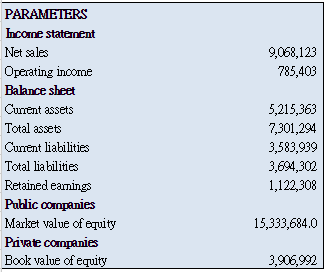 PARAMETERS
Income statement
Net sales 9,068,123
Operating income 785,403
Balance sheet
Current assets 5,215,363
Total assets 7,301,294
Current liabilities 3,583,939
Total liabilities 3,694,302
Retained earnings 1,122,308
Public companies
Market value of equity 15,333,684.0
Private companies
Book value of equity 3,906,992